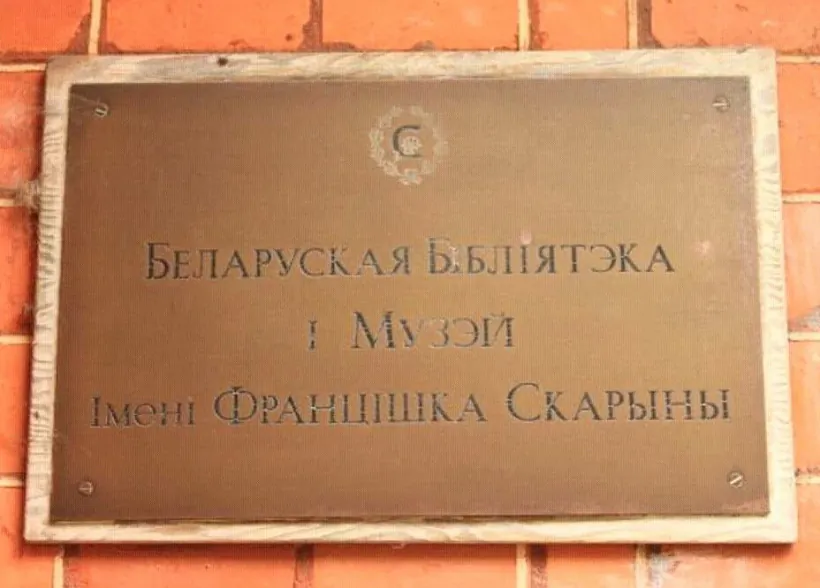 С
Беларуская Бібліятэка
і Музэй
імені Францішка Скарыны